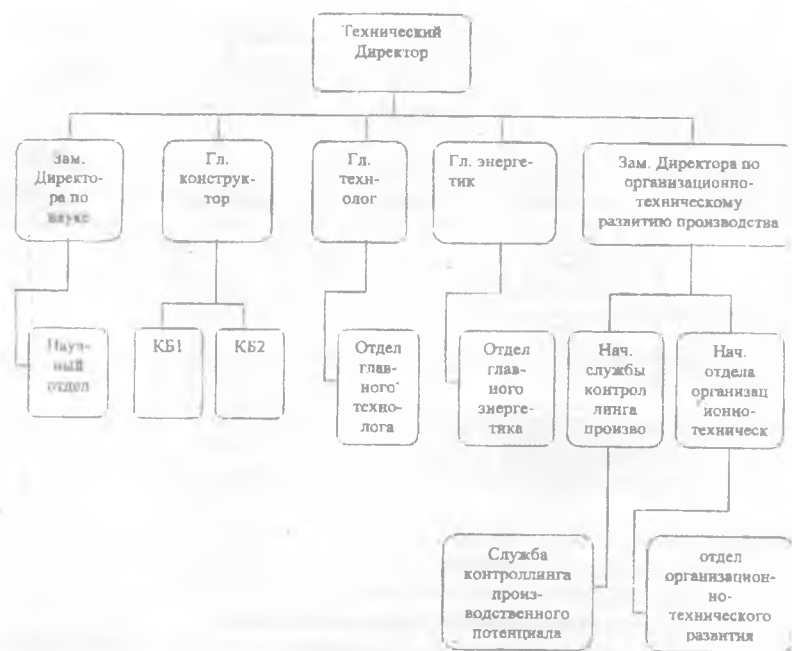 Технический
Директор
Зам.
Директо-
ра по
науке
Гл.
конструк-
тор
Гл.
техн-
олог
Гл. энерге-
тик
Зам. Директора по
организационно-
техническому
развитию производства
Науч-
ный
отдел
КБ1
КБ2
Отдел
глав-
ного
техно-
лога
Отдел
глав-
ного
энерге-
тика
Нач.
службы
контрол
линга
произво
Нач.
отдела
организац
ионно-
техническ
Служба
контроллинга
произ-
водственного
потенциала
отдел
организацион-
но-
технического
развития